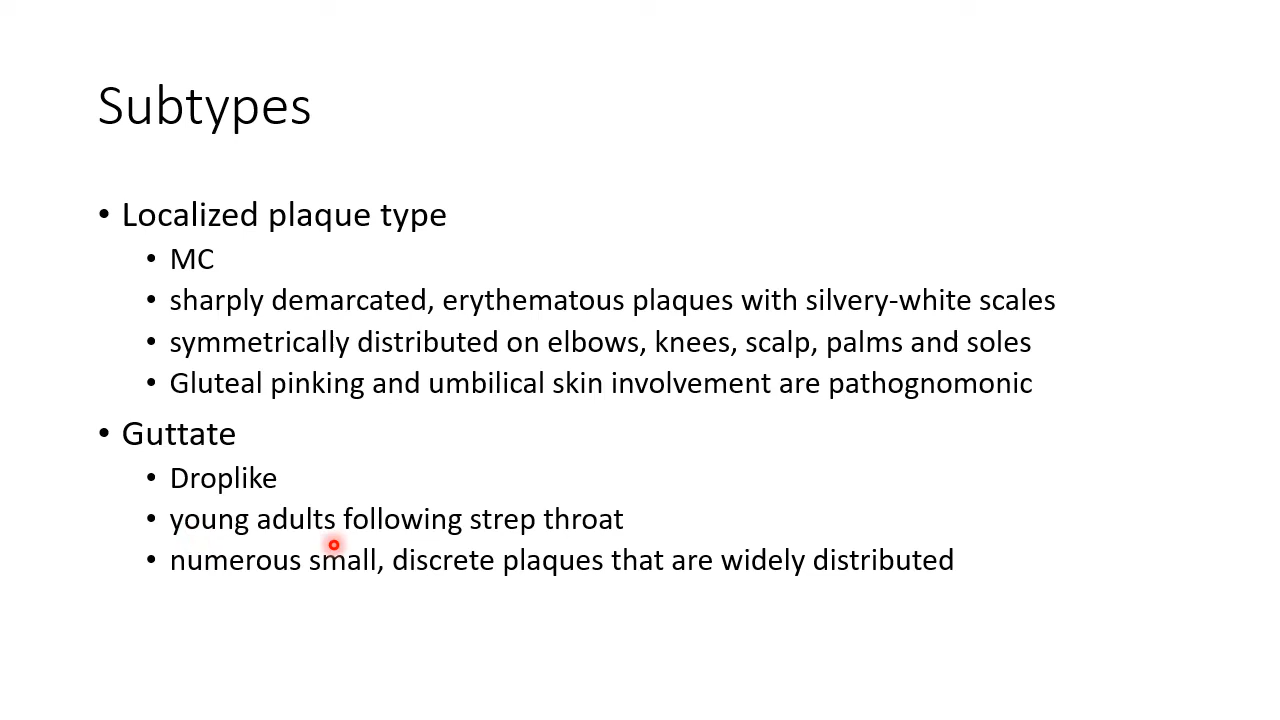 Subtypes
• Localized plaque type
• MC
• sharply demarcated, erythematous plaques with silvery-white scales
• symmetrically distributed on elbows, knees, scalp, palms and soles
• Gluteal pinking and umbilical skin involvement are pathognomonic
• Guttate
• Droplike
• young adults following strep throat
• numerous small, discrete plaques that are widely distributed